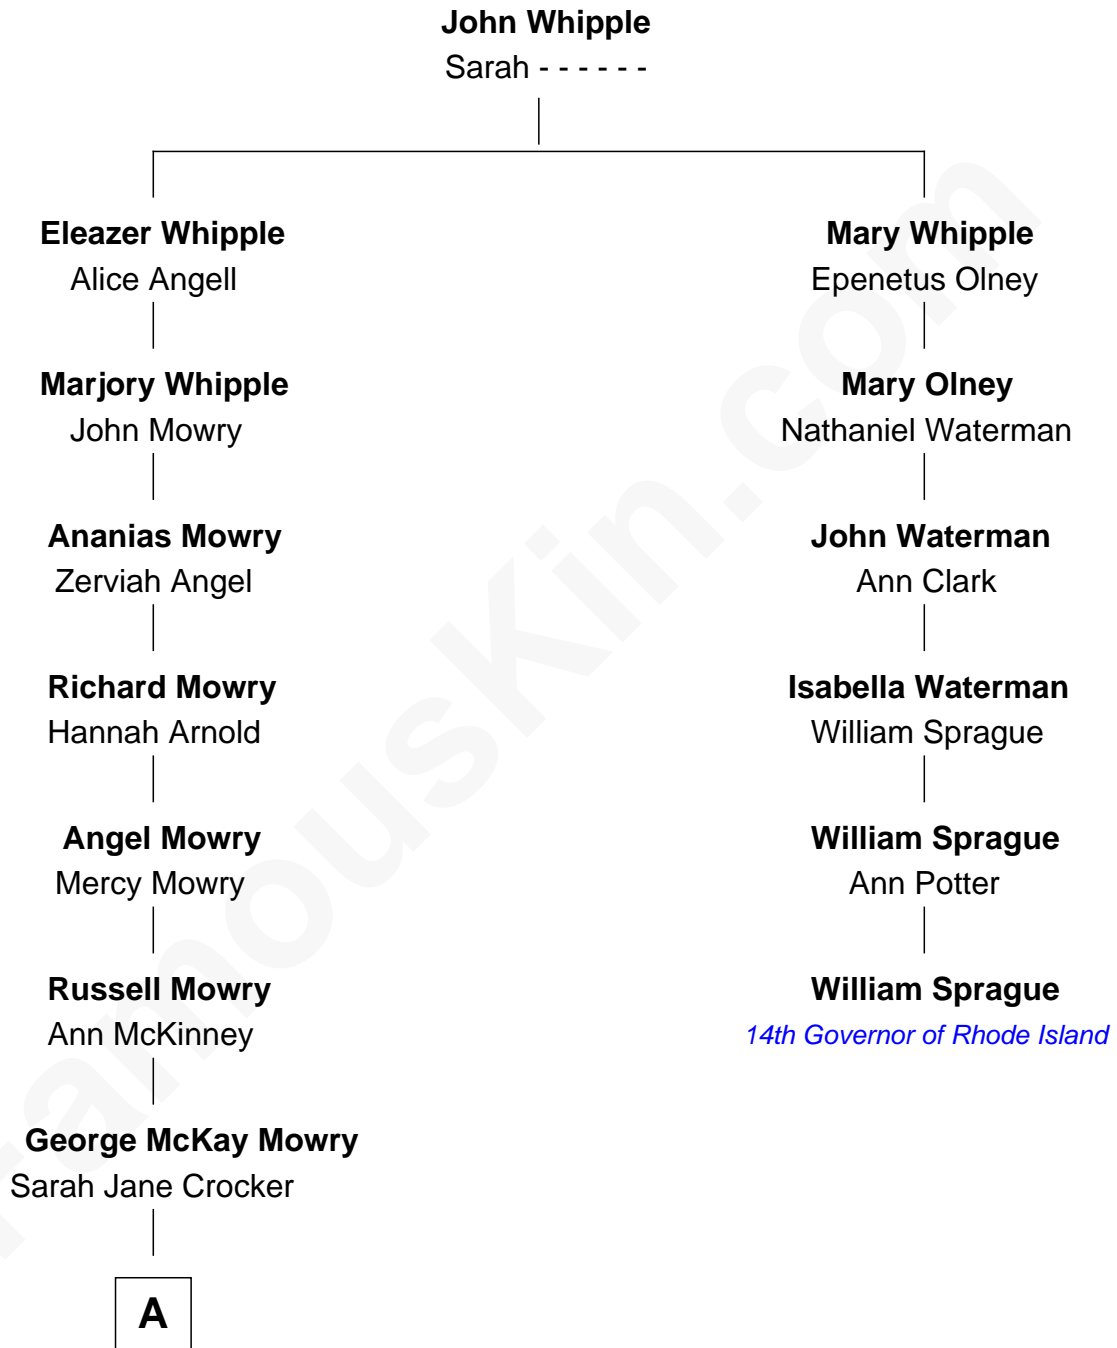 John Whipple
Sarah - - - - - -
Eleazer Whipple
Alice Angell
Mary Whipple
Epenetus Olney
Marjory Whipple
John Mowry
Mary Olney
Nathaniel Waterman
Ananias Mowry
Zerviah Angel
John Waterman
Ann Clark
Richard Mowry
Hannah Arnold
Isabella Waterman
William Sprague
Angel Mowry
Mercy Mowry
William Sprague
Ann Potter
Russell Mowry
Ann McKinney
William Sprague
14th Governor of Rhode Island
George McKay Mowry
Sarah Jane Crocker
A
famouskin.com